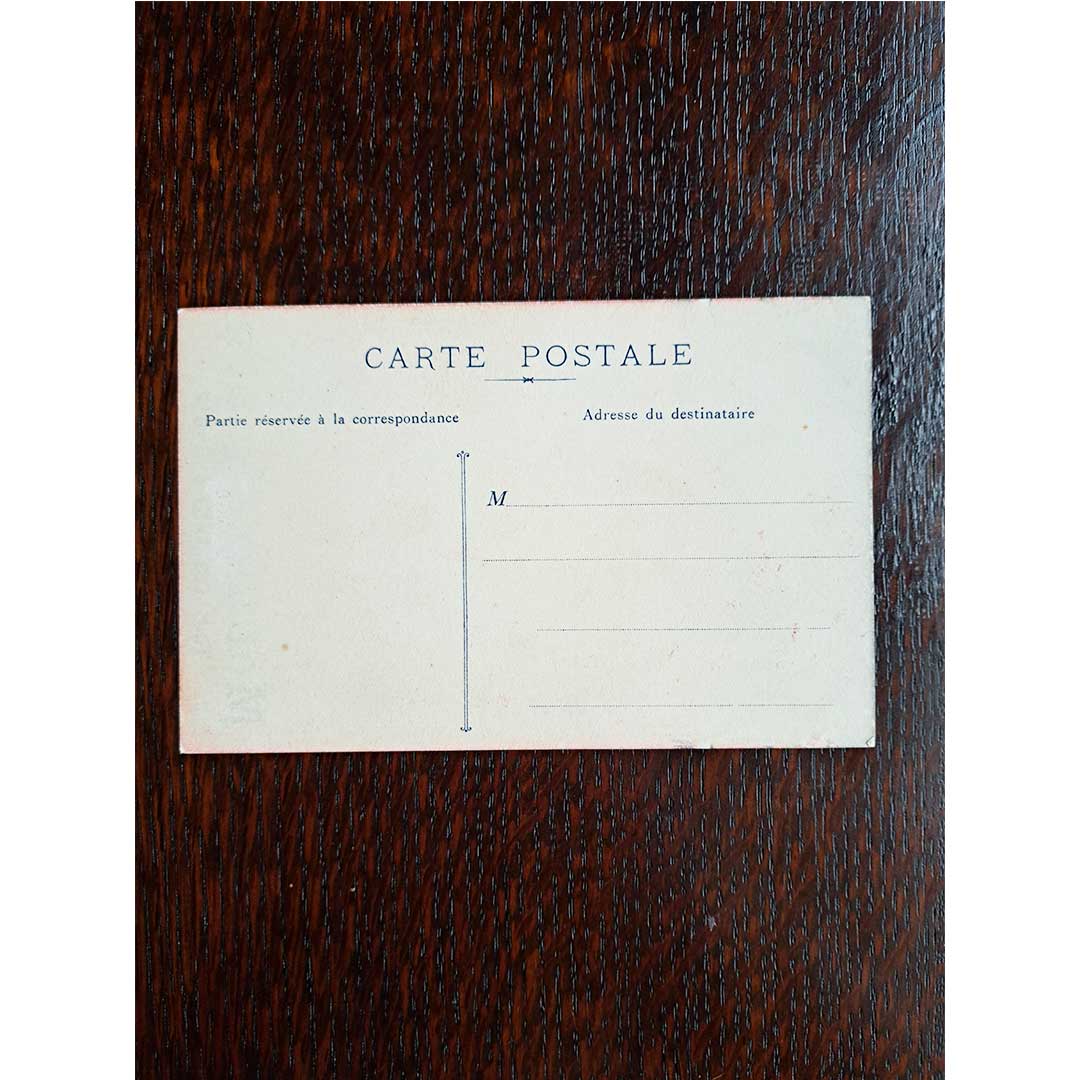 CARTE POSTALE
Partie réservée à la correspondance
Adresse du destinataire
M